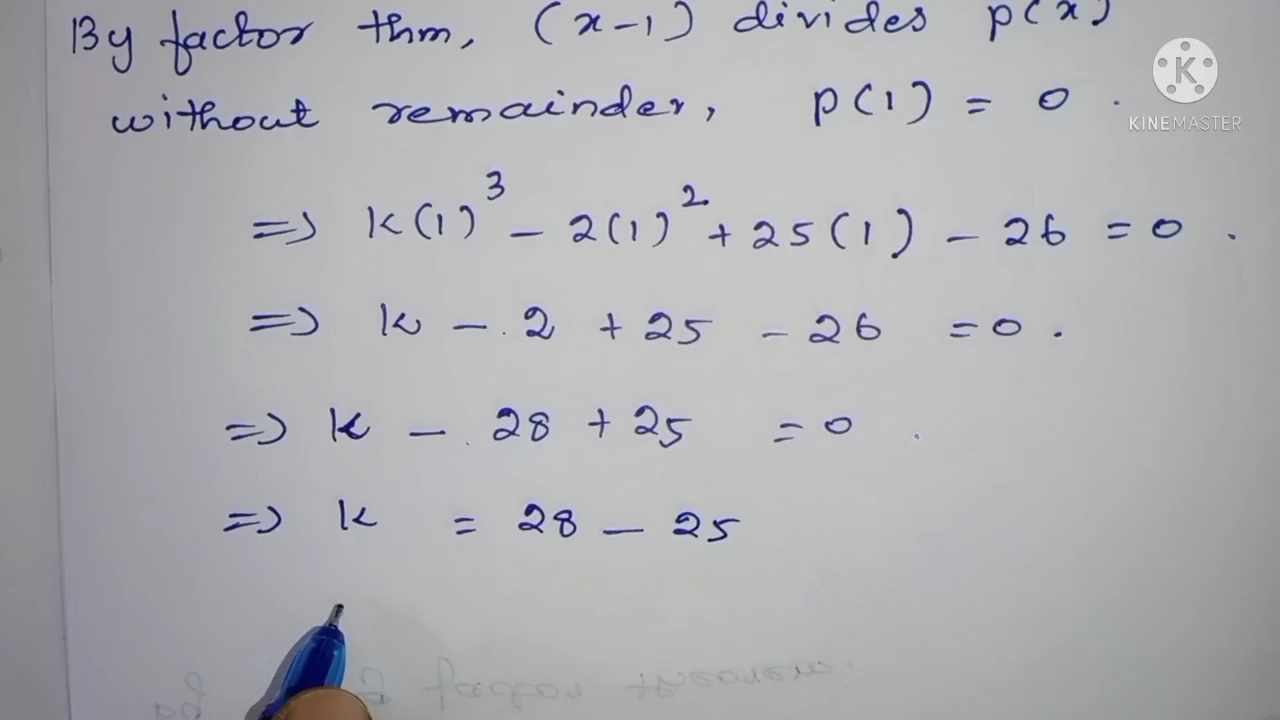 By factor thm, (x-1) divides p(x)
without remainder, p(1) = 0 .
K
KINEMASTER
=> k(1)³ - 2(1)² + 25(1) - 26 = 0 .
=> k - 2 + 25 - 26 = 0 .
=> k - 28 + 25 = 0 .
=> k = 28 - 25